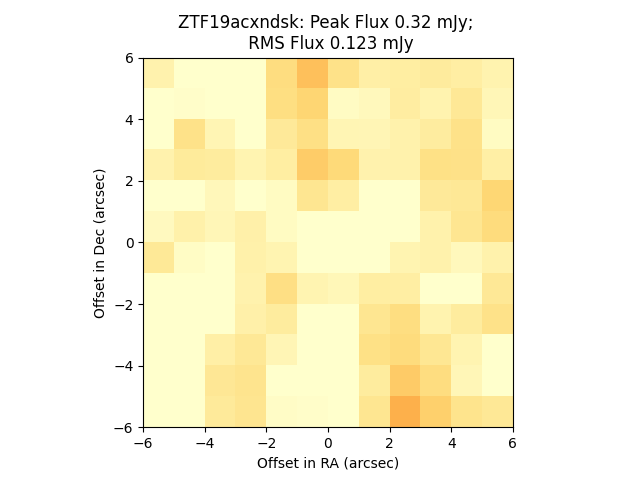 ZTF19acxndsk: Peak Flux 0.32 mJy;
RMS Flux 0.123 mJy
6
4
2
0
−2
−4
−6
Offset in Dec (arcsec)
−6 −4 −2 0 2 4 6
Offset in RA (arcsec)